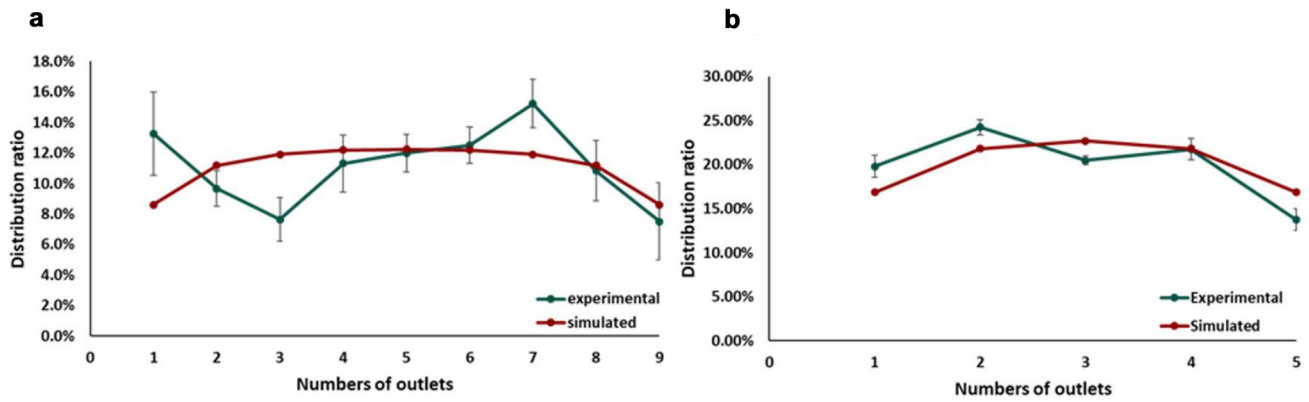 a
18.0%
16.0%
14.0%
12.0%
10.0%
8.0%
6.0%
4.0%
2.0%
0.0%
Distribution ratio
experimental
simulated
0 1 2 3 4 5 6 7 8 9
Numbers of outlets
b
30.00%
25.00%
20.00%
15.00%
10.00%
5.00%
0.00%
Distribution ratio
Experimental
Simulated
0 1 2 3 4 5
Numbers of outlets